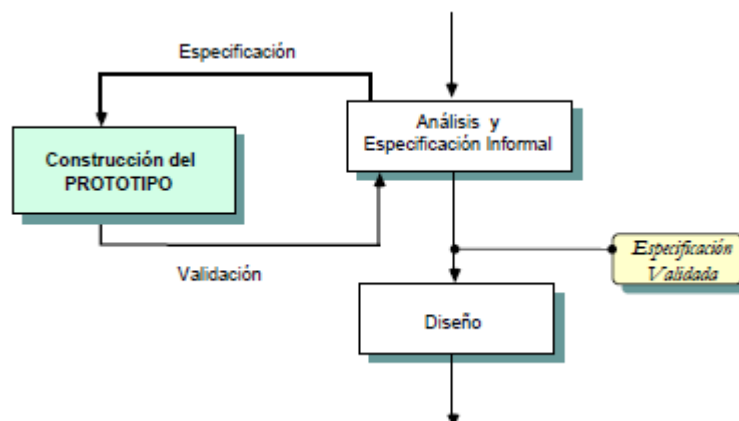 Especificación
Análisis y
Especificación Informal
Construcción del
PROTOTIPO
Validación
Especificación
Validada
Diseño